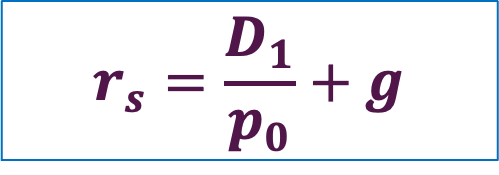 r_s = D_1 / p_0 + g